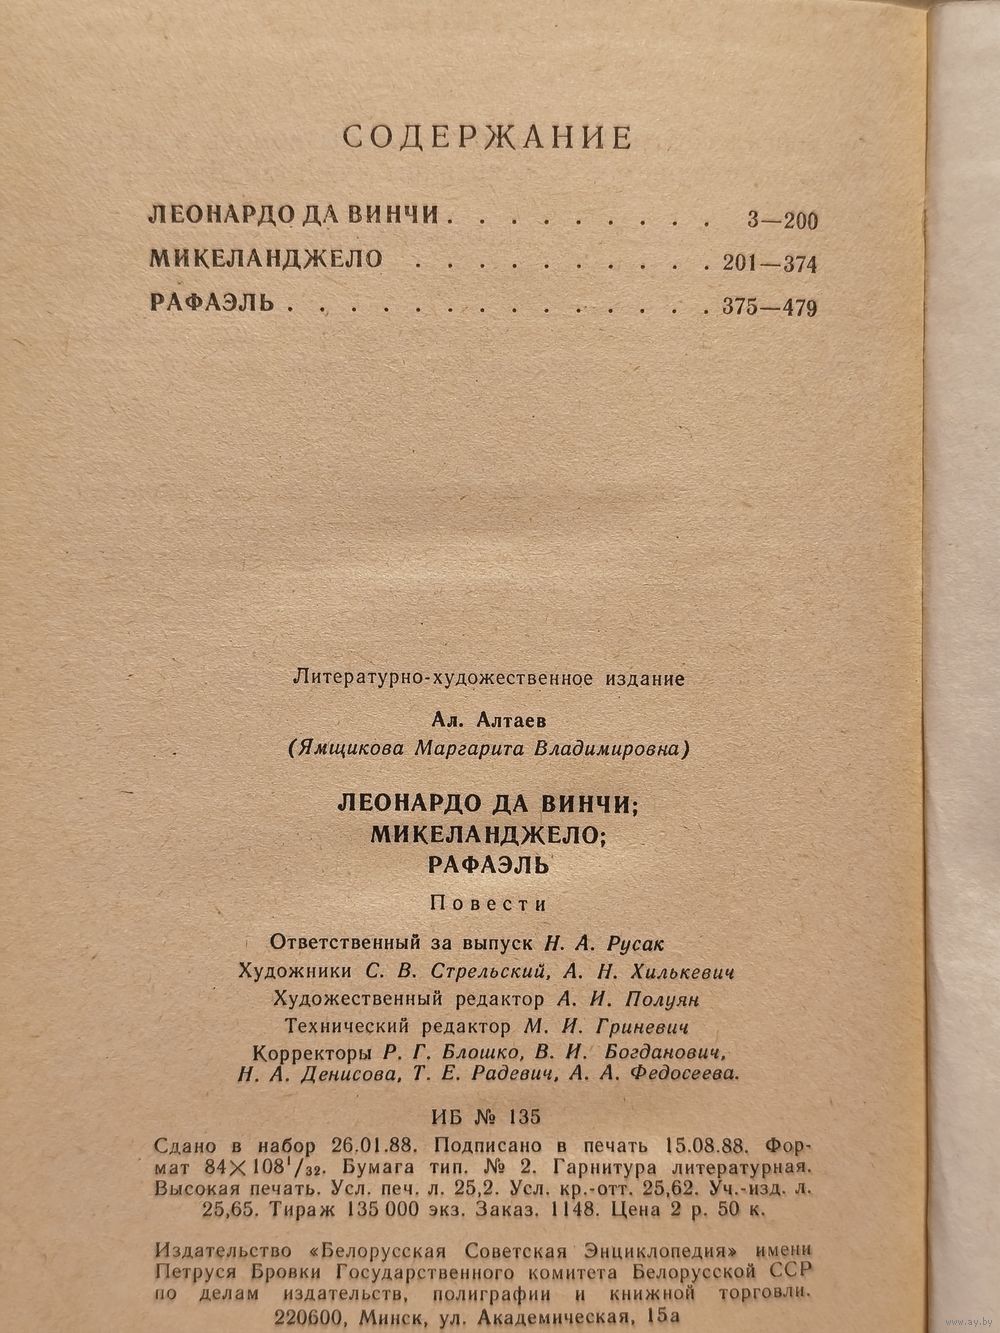 СОДЕРЖАНИЕ
ЛЕОНАРДО ДА ВИНЧИ . . . . . . . . . 3—200
МИКЕЛАНДЖЕЛО . . . . . . . . . . 201—374
РАФАЭЛЬ . . . . . . . . . . . . . . 375—479
Литературно-художественное издание
Ал. Алтаев
(Ямщикова Маргарита Владимировна)
ЛЕОНАРДО ДА ВИНЧИ;
МИКЕЛАНДЖЕЛО;
РАФАЭЛЬ
Повести
Ответственный за выпуск Н. А. Русак
Художники С. В. Стрельский, А. Н. Хилькевич
Художественный редактор А. И. Полуян
Технический редактор М. И. Гриневич
Корректоры Р. Г. Блошко, В. И. Богданович,
Н. А. Денисова, Т. Е. Радевич, А. А. Федосеева.
ИБ № 135
Сдано в набор 26.01.88. Подписано в печать 15.08.88. Фор-
мат 84×108¹/₃₂. Бумага тип. № 2. Гарнитура литературная.
Высокая печать. Усл. печ. л. 25,2. Усл. кр.-отт. 25,62. Уч.-изд. л.
25,65. Тираж 135 000 экз. Заказ. 1148. Цена 2 р. 50 к.
Издательство «Белорусская Советская Энциклопедия» имени
Петруся Бровки Государственного комитета Белорусской ССР
по делам издательств, полиграфии и книжной торговли.
220600, Минск, ул. Академическая, 15а
www.ay.by